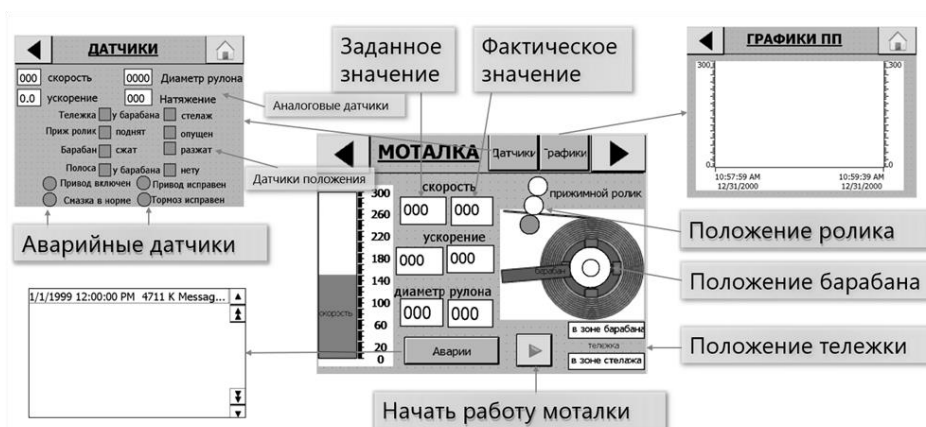 ДАТЧИКИ
000 скорость 0000 Диаметр рулона
0.0 ускорение 000 Натяжение
Тележка у барабана стелаж
Приж ролик поднят опущен
Барабан сжат разжат
Полоса у барабана нету
Привод включен Привод исправен
Смазка в норме Тормоз исправен
Аварийные датчики
Аналоговые датчики
Датчики положения
Заданное
значение
Фактическое
значение
ГРАФИКИ ПП
300 300
0 0
10:57:59 AM 10:59:39 AM
12/31/2000 12/31/2000
МОТАЛКА Датчики Графики
скорость
000 000
ускорение
000 000
диаметр рулона
000 000
300
260
220
180
140
100
60
20
0
скорость
прижимной ролик
барабан
в зоне барабана
тележка
в зоне стелажа
Аварии
Положение ролика
Положение барабана
Положение тележки
Начать работу моталки
1/1/1999 12:00:00 PM 4711 K Messag...